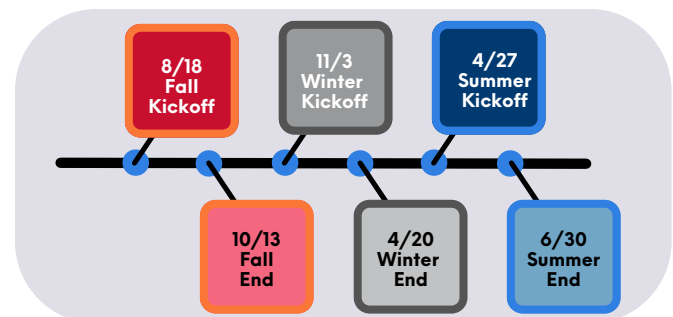 8/18
Fall
Kickoff
11/3
Winter
Kickoff
4/27
Summer
Kickoff
10/13
Fall
End
4/20
Winter
End
6/30
Summer
End